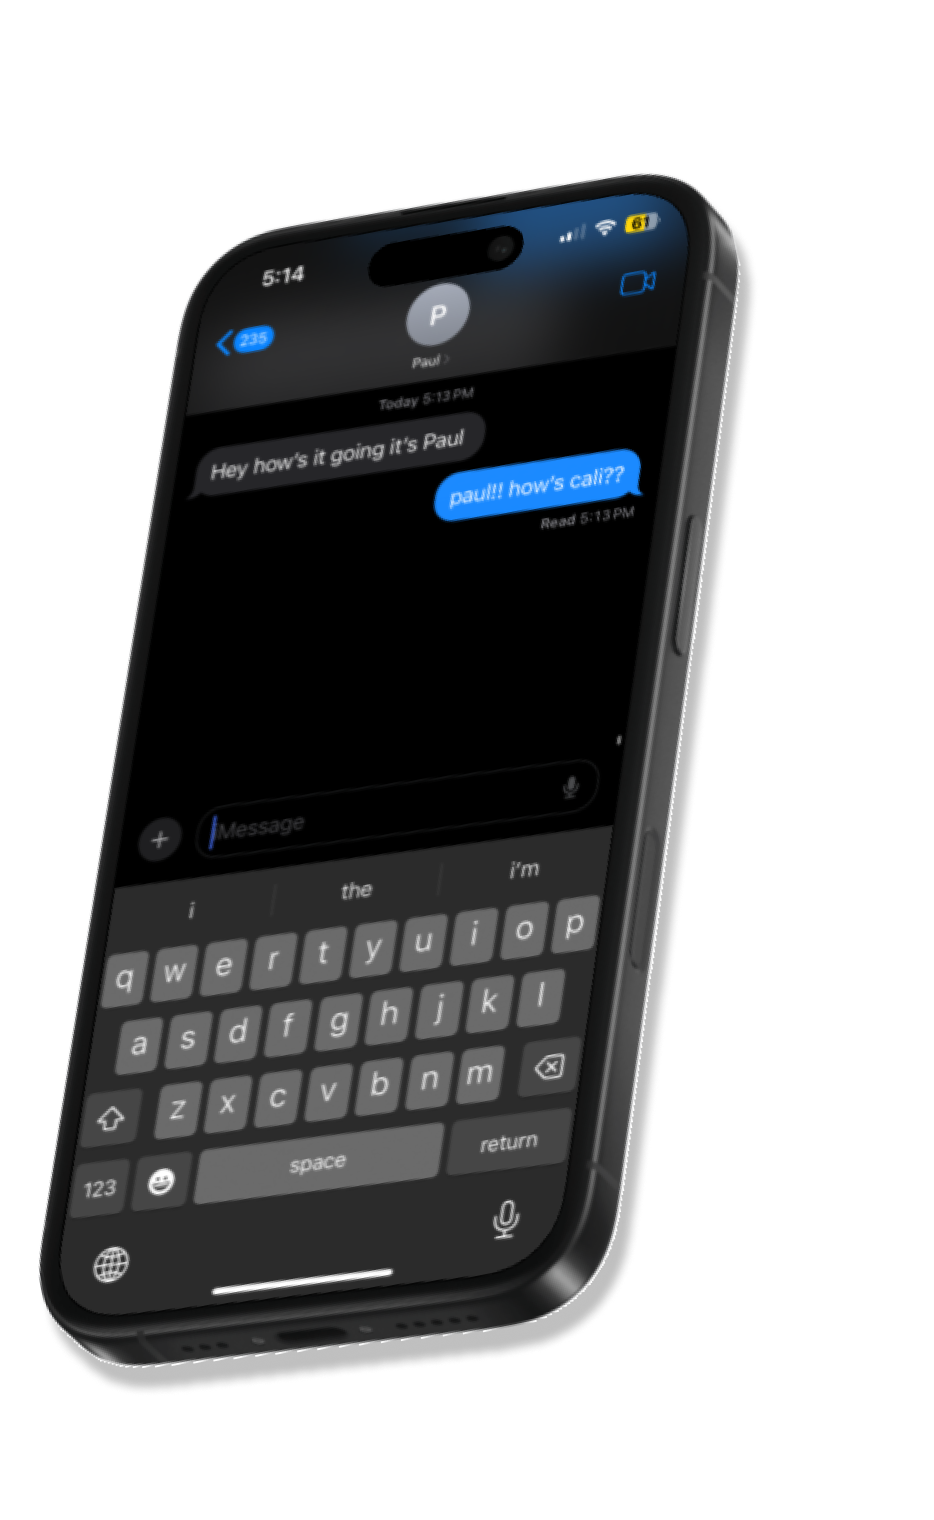 5:14
61
235
P
Paul
Today 5:13 PM
Hey how's it going it's Paul
paul!! how's cali??
Read 5:13 PM
iMessage
i the i'm
q w e r t y u i o p
a s d f g h j k l
z x c v b n m
123 space return